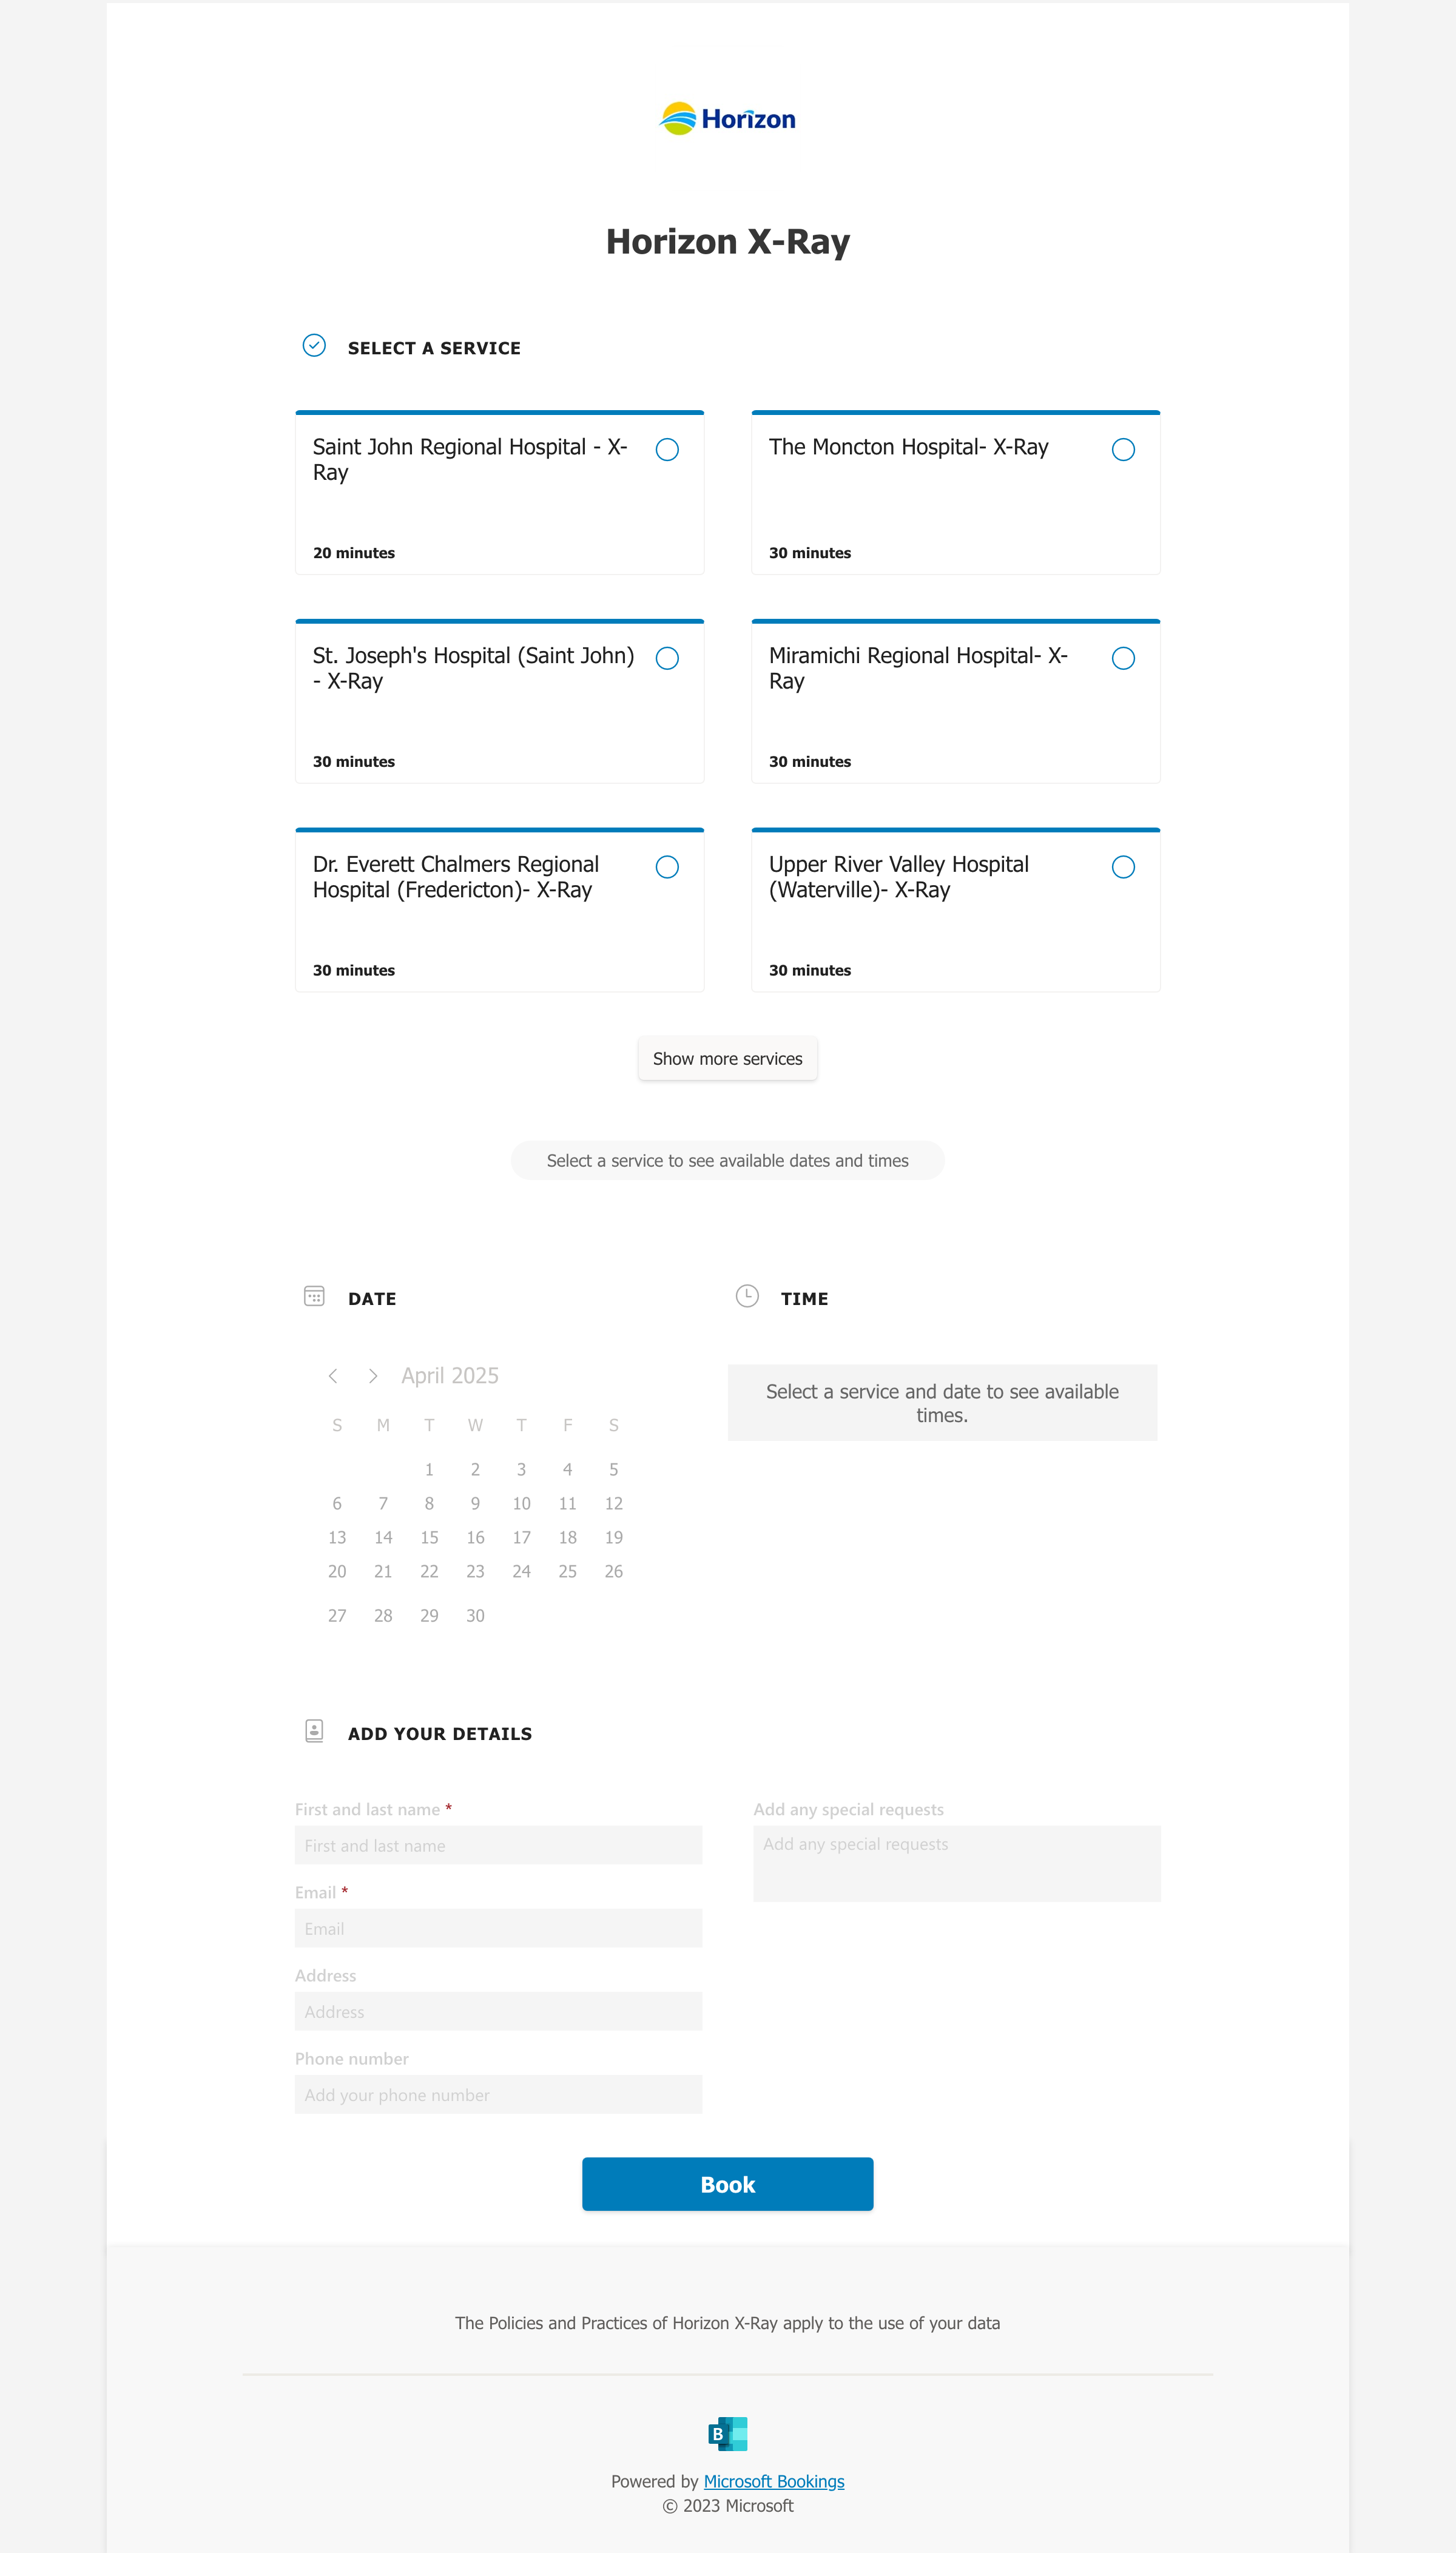 Horizon
Horizon X-Ray
SELECT A SERVICE
Saint John Regional Hospital - X-
Ray
20 minutes
The Moncton Hospital- X-Ray
30 minutes
St. Joseph's Hospital (Saint John)
- X-Ray
30 minutes
Miramichi Regional Hospital- X-
Ray
30 minutes
Dr. Everett Chalmers Regional
Hospital (Fredericton)- X-Ray
30 minutes
Upper River Valley Hospital
(Waterville)- X-Ray
30 minutes
Show more services
Select a service to see available dates and times
DATE
April 2025
S M T W T F S
1 2 3 4 5
6 7 8 9 10 11 12
13 14 15 16 17 18 19
20 21 22 23 24 25 26
27 28 29 30
TIME
Select a service and date to see available
times.
ADD YOUR DETAILS
First and last name *
First and last name
Email *
Email
Address
Address
Phone number
Add your phone number
Add any special requests
Add any special requests
Book
The Policies and Practices of Horizon X-Ray apply to the use of your data
B
Powered by Microsoft Bookings
© 2023 Microsoft